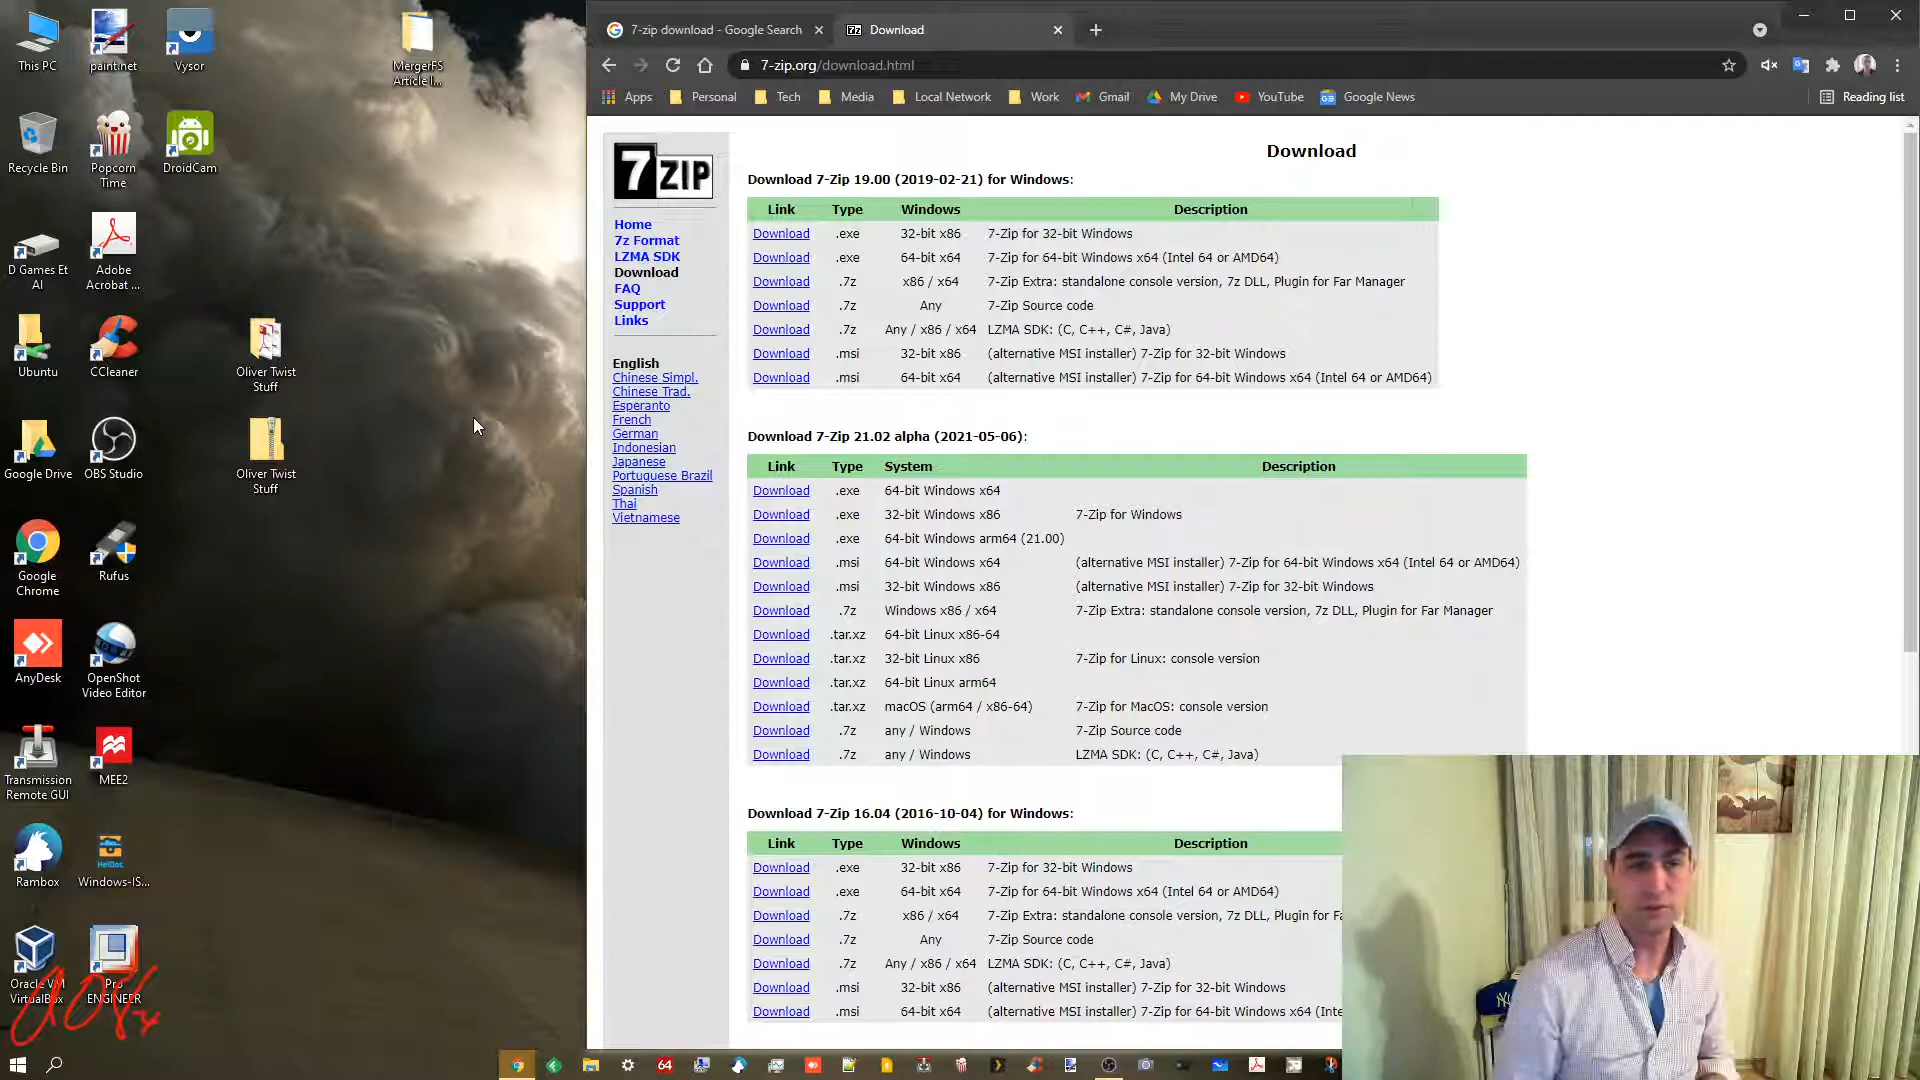 This PC
paint.net
Vysor
MergerFS
Article I...
Recycle Bin
Popcorn
Time
DroidCam
D Games Et
Al
Adobe
Acrobat ...
Ubuntu
CCleaner
Oliver Twist
Stuff
Google Drive
OBS Studio
Oliver Twist
Stuff
Google
Chrome
Rufus
AnyDesk
OpenShot
Video Editor
Transmission
Remote GUI
MEE2
Rambox
HeiDoc
Windows-IS...
Oracle VM
VirtualBox
Pro
ENGINEER
7-zip download - Google Search
7z Download
7-zip.org/download.html
Apps Personal Tech Media Local Network Work Gmail My Drive YouTube Google News Reading list
7 ZIP
Home
7z Format
LZMA SDK
Download
FAQ
Support
Links
English
Chinese Simpl.
Chinese Trad.
Esperanto
French
German
Indonesian
Japanese
Portuguese Brazil
Spanish
Thai
Vietnamese
Download
Download 7-Zip 19.00 (2019-02-21) for Windows:
Link Type Windows Description
Download .exe 32-bit x86 7-Zip for 32-bit Windows
Download .exe 64-bit x64 7-Zip for 64-bit Windows x64 (Intel 64 or AMD64)
Download .7z x86 / x64 7-Zip Extra: standalone console version, 7z DLL, Plugin for Far Manager
Download .7z Any 7-Zip Source code
Download .7z Any / x86 / x64 LZMA SDK: (C, C++, C#, Java)
Download .msi 32-bit x86 (alternative MSI installer) 7-Zip for 32-bit Windows
Download .msi 64-bit x64 (alternative MSI installer) 7-Zip for 64-bit Windows x64 (Intel 64 or AMD64)
Download 7-Zip 21.02 alpha (2021-05-06):
Link Type System Description
Download .exe 64-bit Windows x64
Download .exe 32-bit Windows x86 7-Zip for Windows
Download .exe 64-bit Windows arm64 (21.00)
Download .msi 64-bit Windows x64 (alternative MSI installer) 7-Zip for 64-bit Windows x64 (Intel 64 or AMD64)
Download .msi 32-bit Windows x86 (alternative MSI installer) 7-Zip for 32-bit Windows
Download .7z Windows x86 / x64 7-Zip Extra: standalone console version, 7z DLL, Plugin for Far Manager
Download .tar.xz 64-bit Linux x86-64
Download .tar.xz 32-bit Linux x86 7-Zip for Linux: console version
Download .tar.xz 64-bit Linux arm64
Download .tar.xz macOS (arm64 / x86-64) 7-Zip for MacOS: console version
Download .7z any / Windows 7-Zip Source code
Download .7z any / Windows LZMA SDK: (C, C++, C#, Java)
Download 7-Zip 16.04 (2016-10-04) for Windows:
Link Type Windows Description
Download .exe 32-bit x86 7-Zip for 32-bit Windows
Download .exe 64-bit x64 7-Zip for 64-bit Windows x64 (Intel 64 or AMD64)
Download .7z x86 / x64 7-Zip Extra: standalone console version, 7z DLL, Plugin for Fa
Download .7z Any 7-Zip Source code
Download .7z Any / x86 / x64 LZMA SDK: (C, C++, C#, Java)
Download .msi 32-bit x86 (alternative MSI installer) 7-Zip for 32-bit Windows
Download .msi 64-bit x64 (alternative MSI installer) 7-Zip for 64-bit Windows x64 (Inte
64